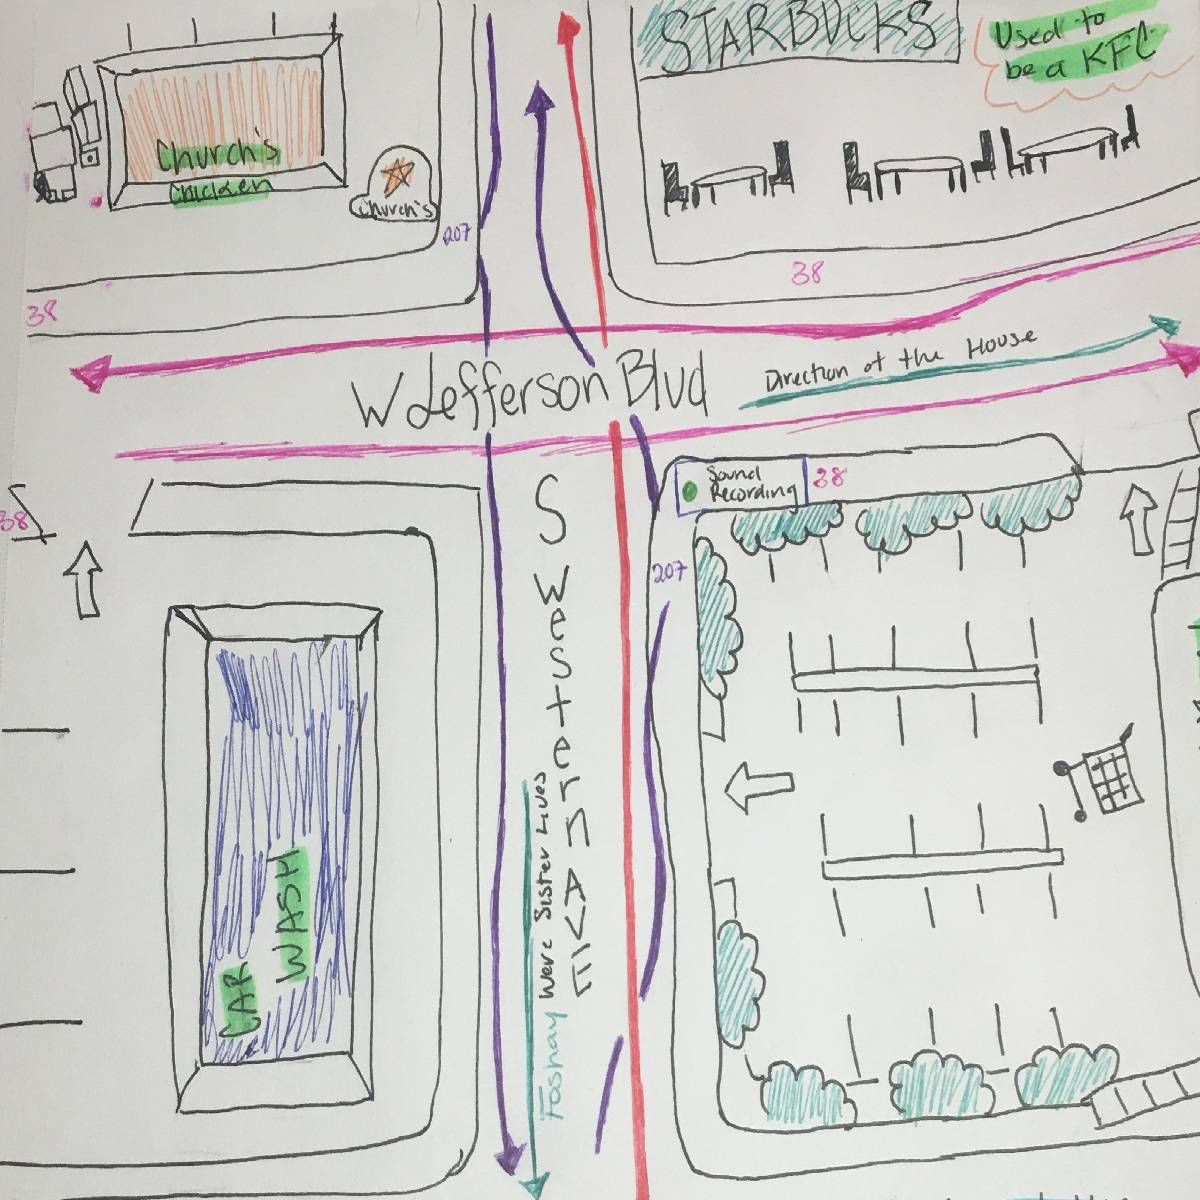 STARBUCKS
Used to
be a KFC
Church's
Chicken
Church's
207
38
38
W Jefferson Blvd
Direction of the House
Sound
Recording
38
38
207
S Western AVE
Foshay Were Sister Lives
CAR
WASH